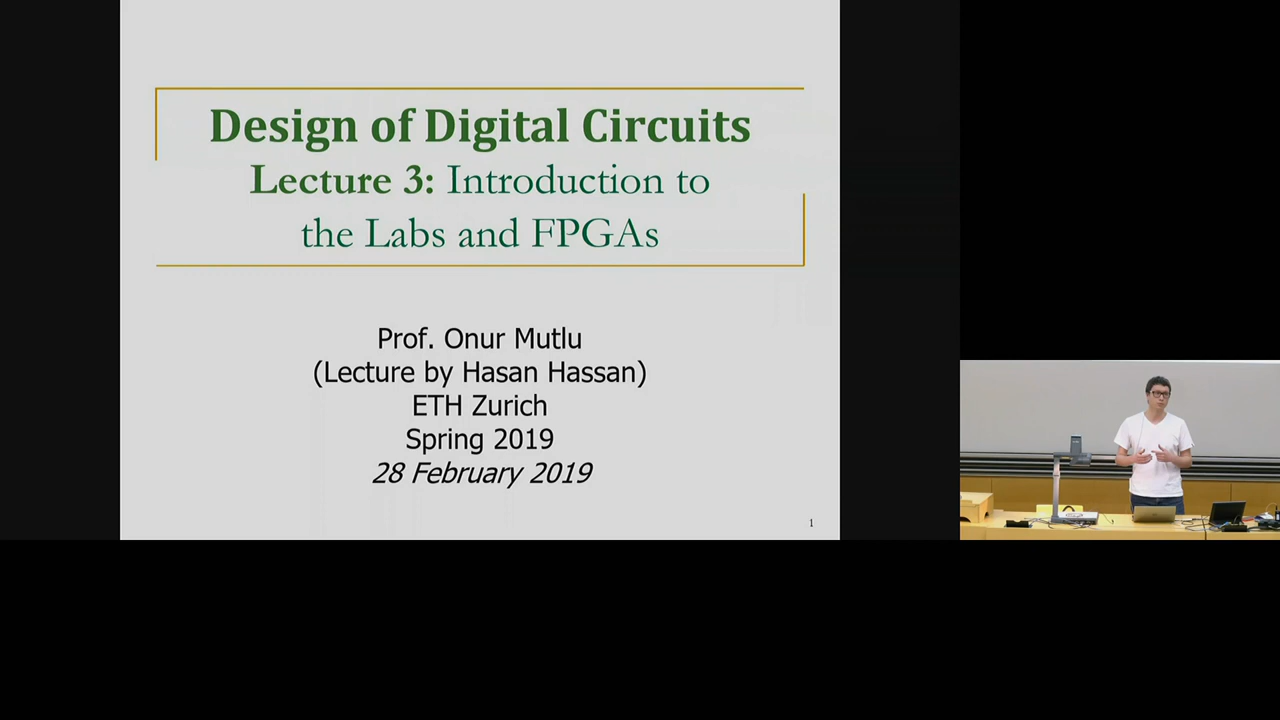 Design of Digital Circuits
Lecture 3: Introduction to
the Labs and FPGAs
Prof. Onur Mutlu
(Lecture by Hasan Hassan)
ETH Zurich
Spring 2019
28 February 2019
1